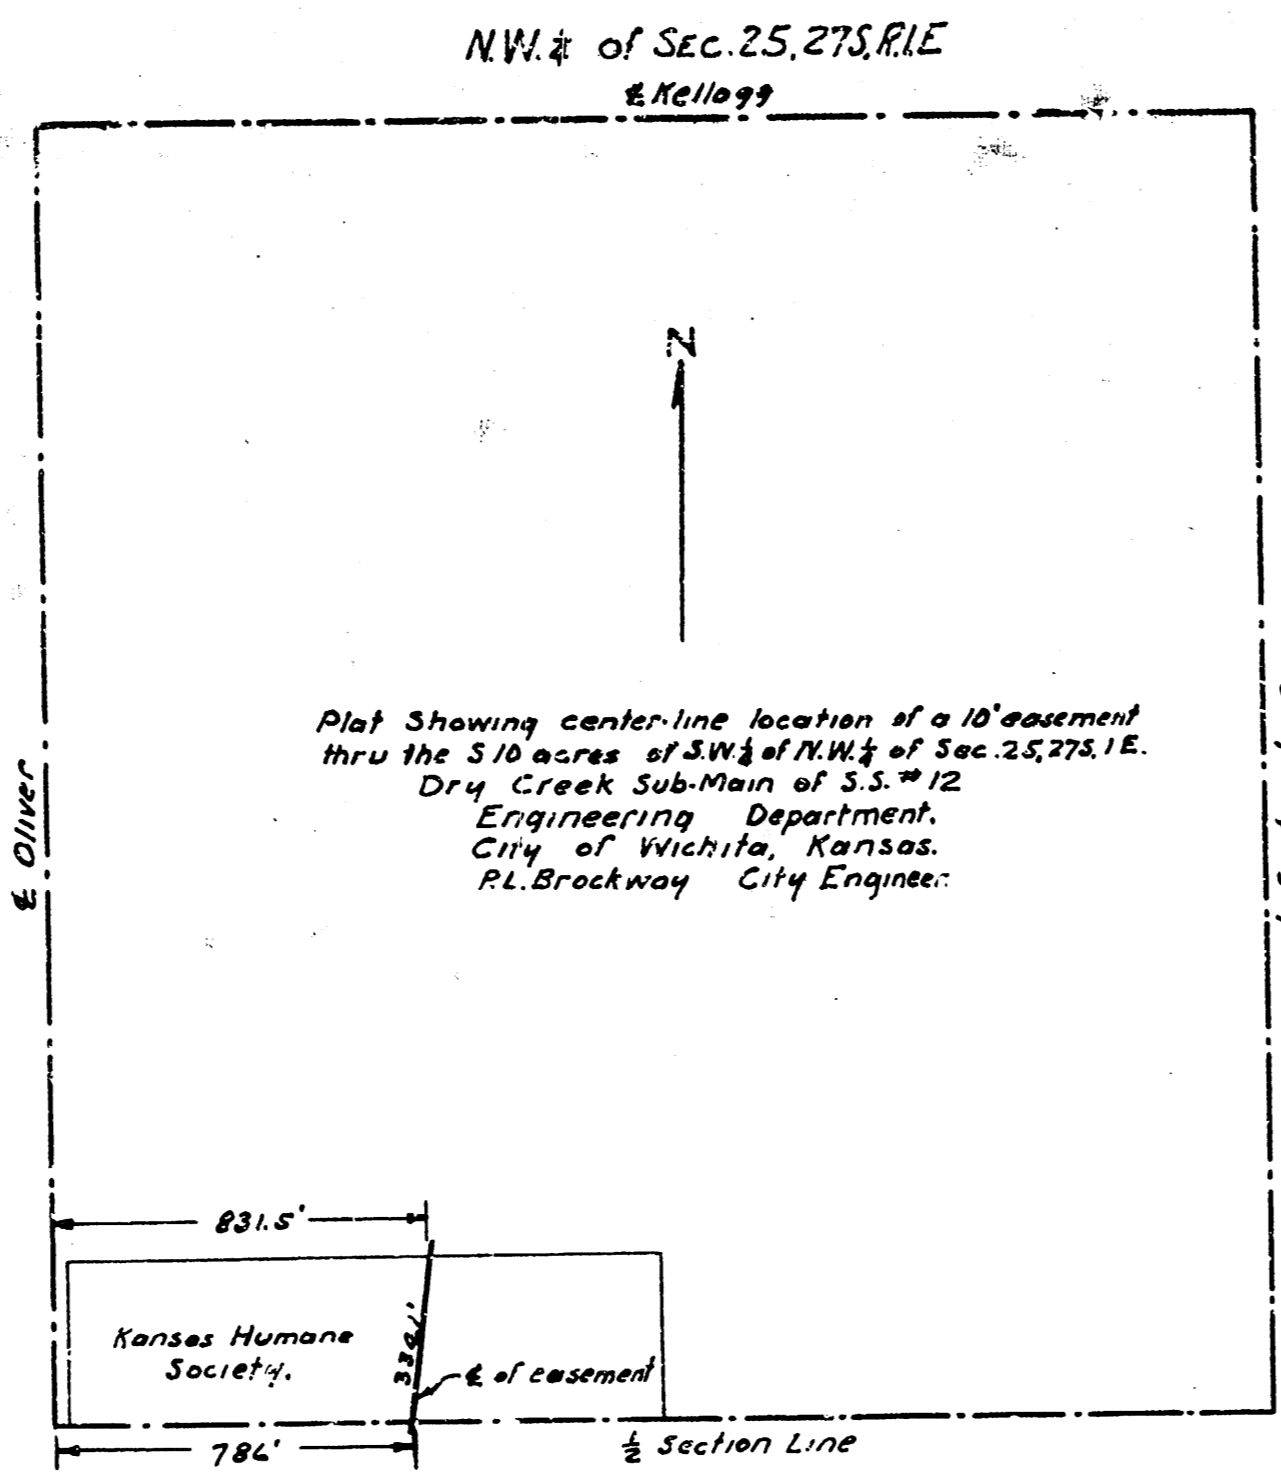 N.W.¼ of SEC.25,27S,R.1.E
℄ Kellogg
N
Plat Showing center-line location of a 10' easement
thru the S 10 acres of S.W.¼ of N.W.¼ of Sec.25,27S,1E.
Dry Creek Sub-Main of S.S.#12
Engineering Department.
City of Wichita, Kansas.
P.L.Brockway City Engineer.
℄ Oliver
831.5'
Kansas Humane
Society.
334.1'
℄ of easement
786'
½ Section Line